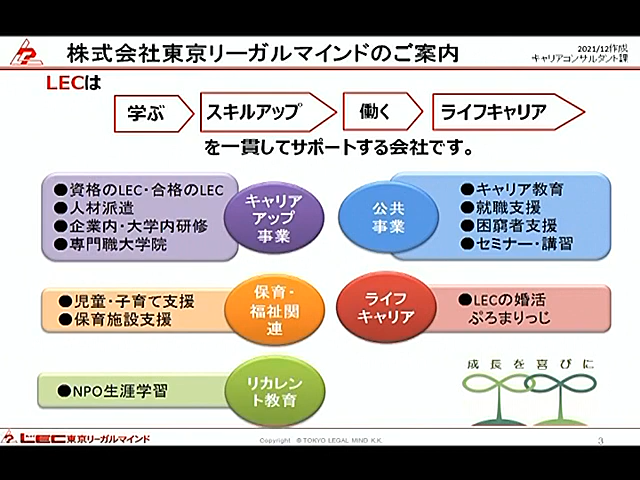 株式会社東京リーガルマインドのご案内
2021/12作成
キャリアコンサルタント課
LECは
学ぶ
スキルアップ
働く
ライフキャリア
を一貫してサポートする会社です。
●資格のLEC・合格のLEC
●人材派遣
●企業内・大学内研修
●専門職大学院
キャリア
アップ
事業
公共
事業
●キャリア教育
●就職支援
●困窮者支援
●セミナー・講習
●児童・子育て支援
●保育施設支援
保育・
福祉関
連
ライフ
キャリア
●LECの婚活
ぷろまりっじ
●NPO生涯学習
リカレン
ト教育
成長を喜びに
LEC東京リーガルマインド
Copyright © TOKYO LEGAL MIND K.K.
3